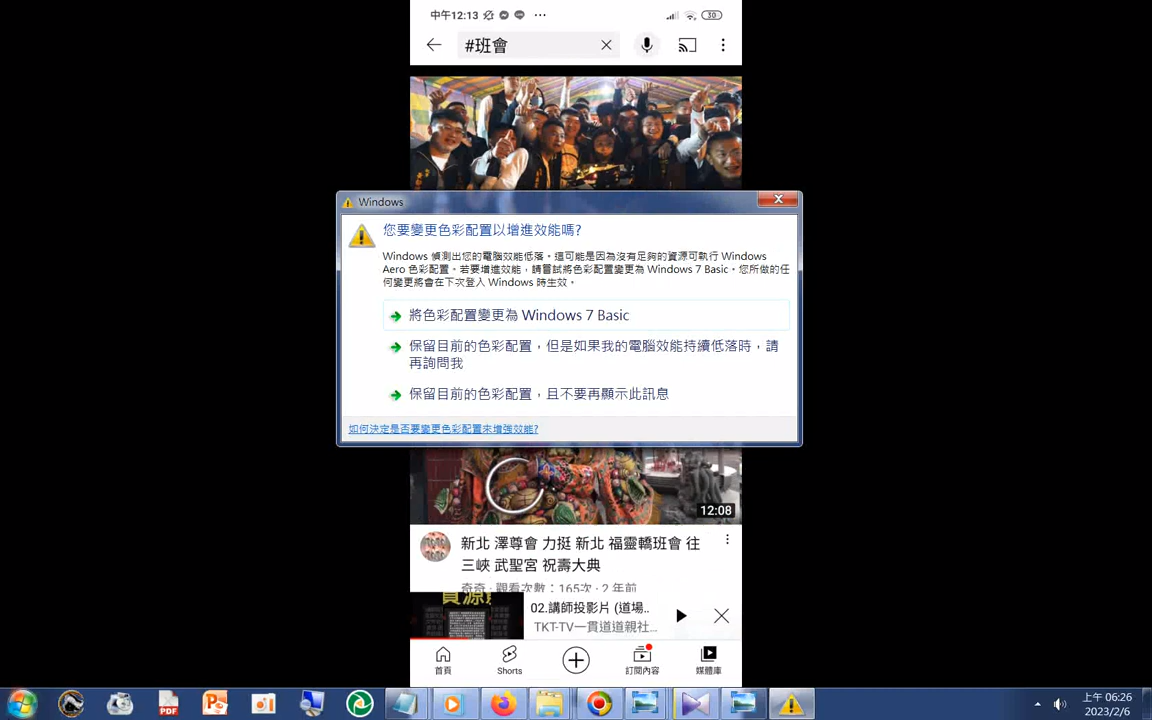 中午12:13
30
#班會
Windows
您要變更色彩配置以增進效能嗎?
Windows 偵測出您的電腦效能低落。這可能是因為沒有足夠的資源可執行 Windows
Aero 色彩配置。若要增進效能，請嘗試將色彩配置變更為 Windows 7 Basic。您所做的任
何變更將會在下次登入 Windows 時生效。
將色彩配置變更為 Windows 7 Basic
保留目前的色彩配置，但是如果我的電腦效能持續低落時，請
再詢問我
保留目前的色彩配置，且不要再顯示此訊息
如何決定是否要變更色彩配置來增強效能?
12:08
新北 澤尊會 力挺 新北 福靈轎班會 往
三峽 武聖宮 祝壽大典
奇奇 · 觀看次數：165次 · 2 年前
02.講師投影片 (道場..
TKT-TV一貫道道親社...
首頁
Shorts
訂閱內容
媒體庫
PDF
上午 06:26
2023/2/6